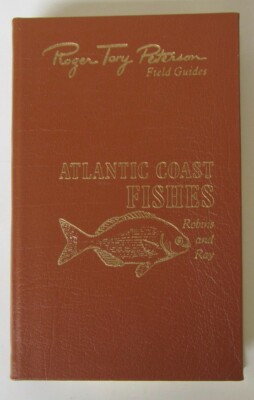 Roger Tory Peterson
Field Guides
ATLANTIC COAST
FISHES
Robins
and
Ray